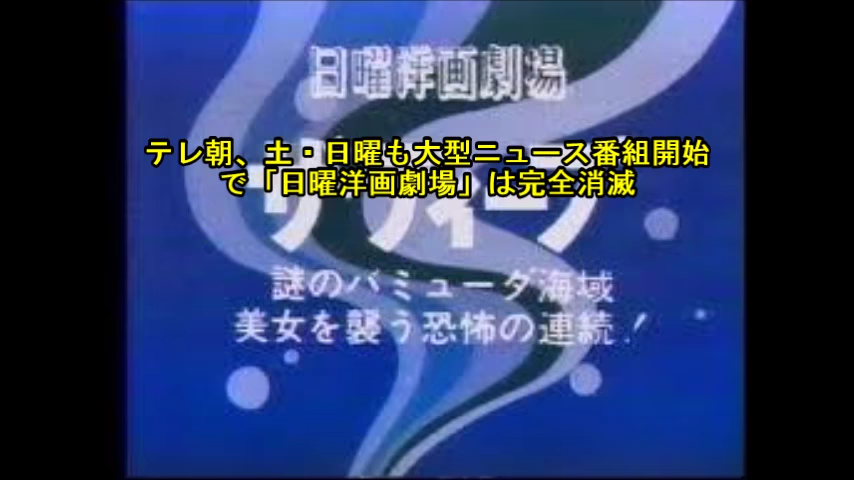 日曜洋画劇場
テレ朝、土・日曜も大型ニュース番組開始
で「日曜洋画劇場」は完全消滅
謎のバミューダ海域
美女を襲う恐怖の連続!